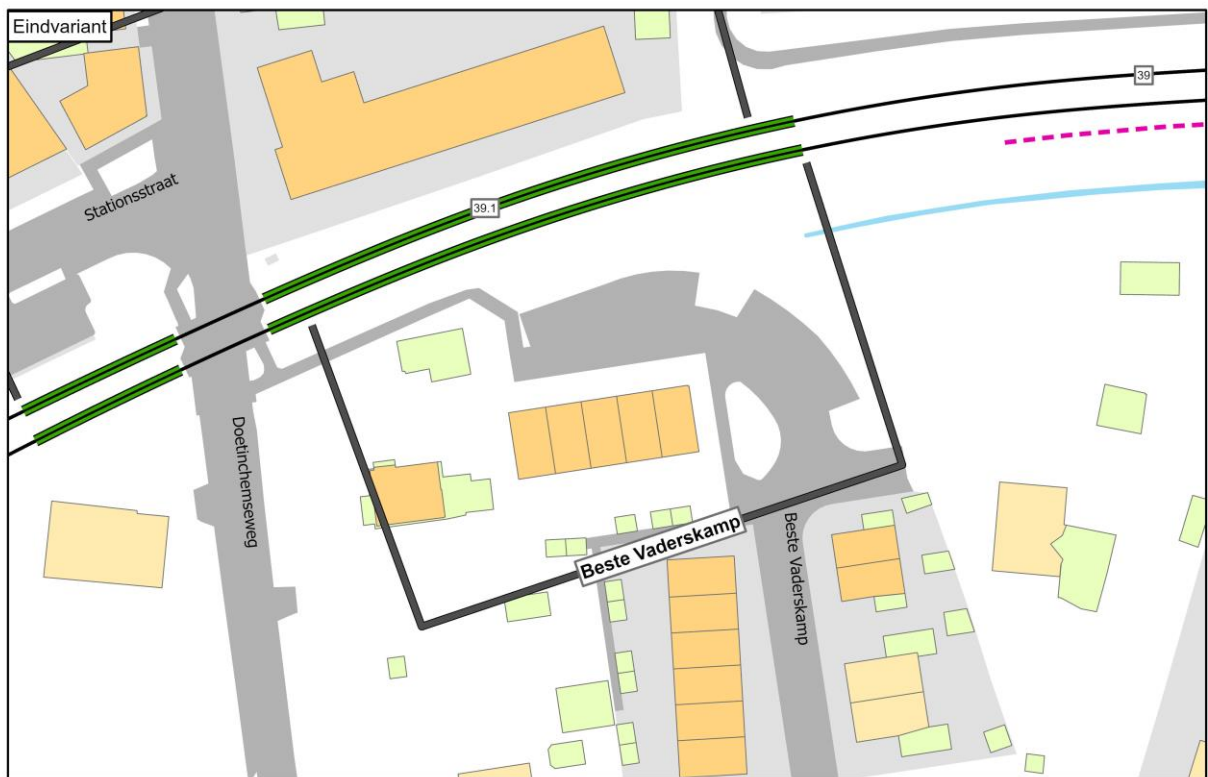 Eindvariant
39
Stationsstraat
39.1
Doetinchemseweg
Beste Vaderskamp
Beste Vaderskamp